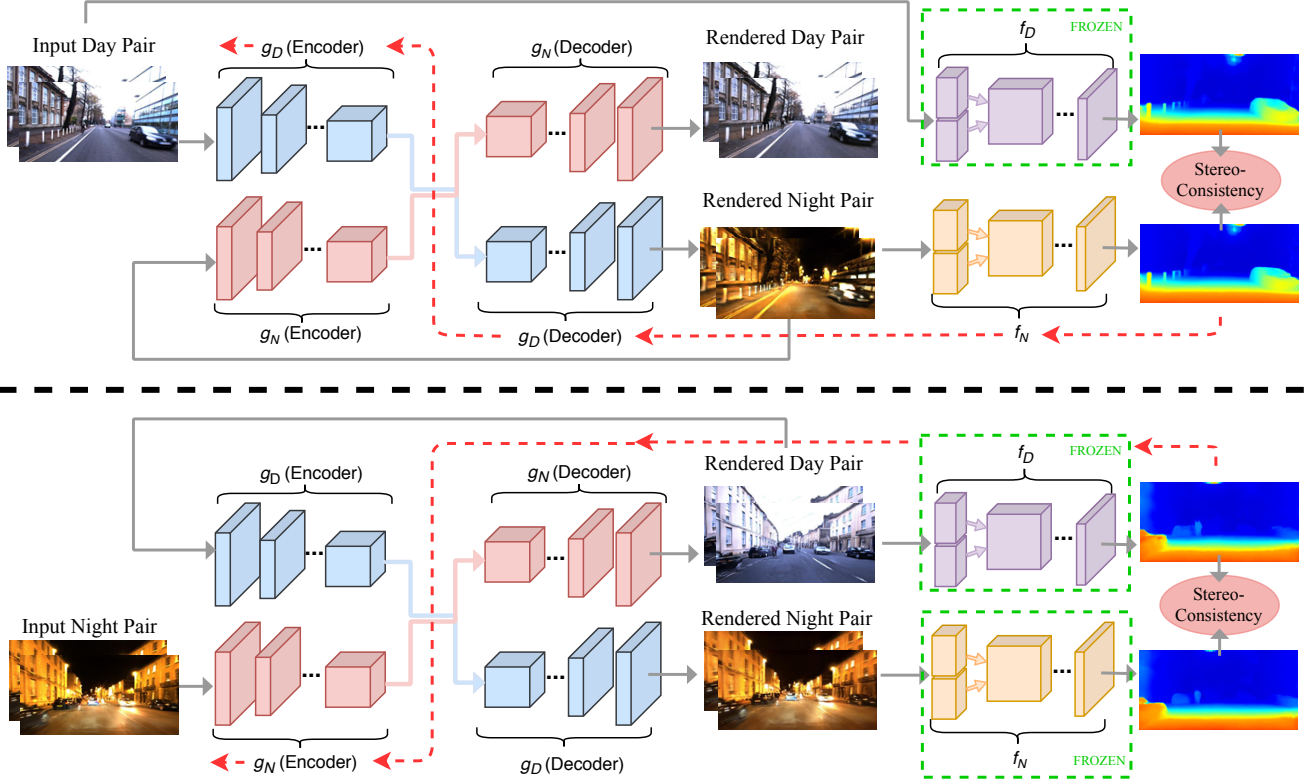 Input Day Pair
g_D (Encoder)
g_N (Decoder)
Rendered Day Pair
f_D
FROZEN
Stereo-
Consistency
Rendered Night Pair
g_N (Encoder)
g_D (Decoder)
f_N
g_D (Encoder)
g_N (Decoder)
Rendered Day Pair
f_D
FROZEN
Stereo-
Consistency
Input Night Pair
Rendered Night Pair
g_N (Encoder)
g_D (Decoder)
f_N
FROZEN